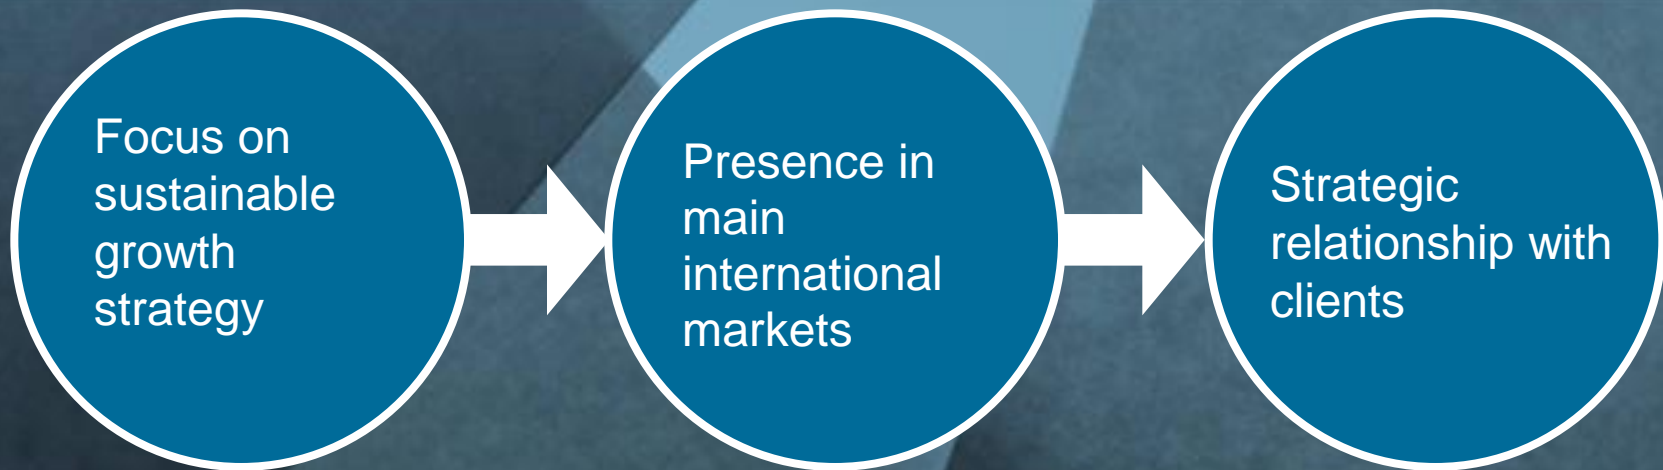 Focus on
sustainable
growth
strategy
Presence in
main
international
markets
Strategic
relationship with
clients